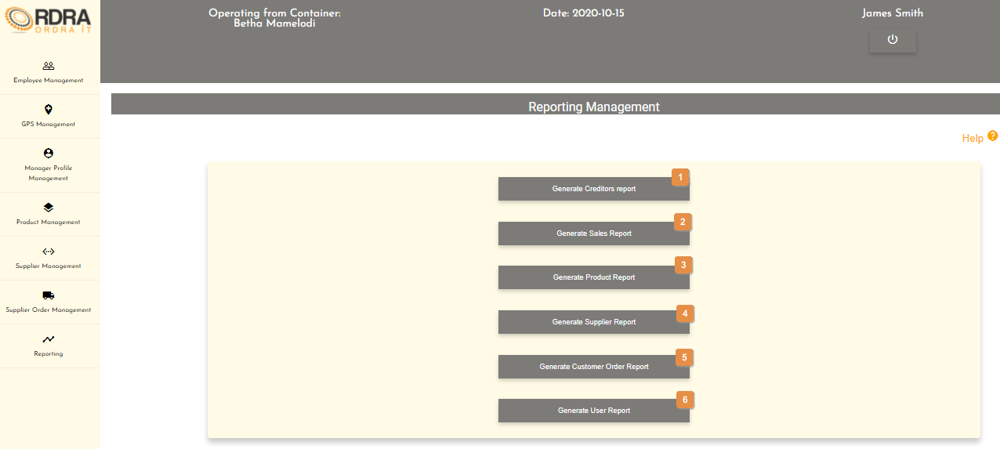 RDRA
ORDRA iT
Operating from Container:
Betha Mamelodi
Date: 2020-10-15
James Smith
Employee Management
GPS Management
Manager Profile
Management
Product Management
Supplier Management
Supplier Order Management
Reporting
Reporting Management
Help ?
Generate Creditors report 1
Generate Sales Report 2
Generate Product Report 3
Generate Supplier Report 4
Generate Customer Order Report 5
Generate User Report 6